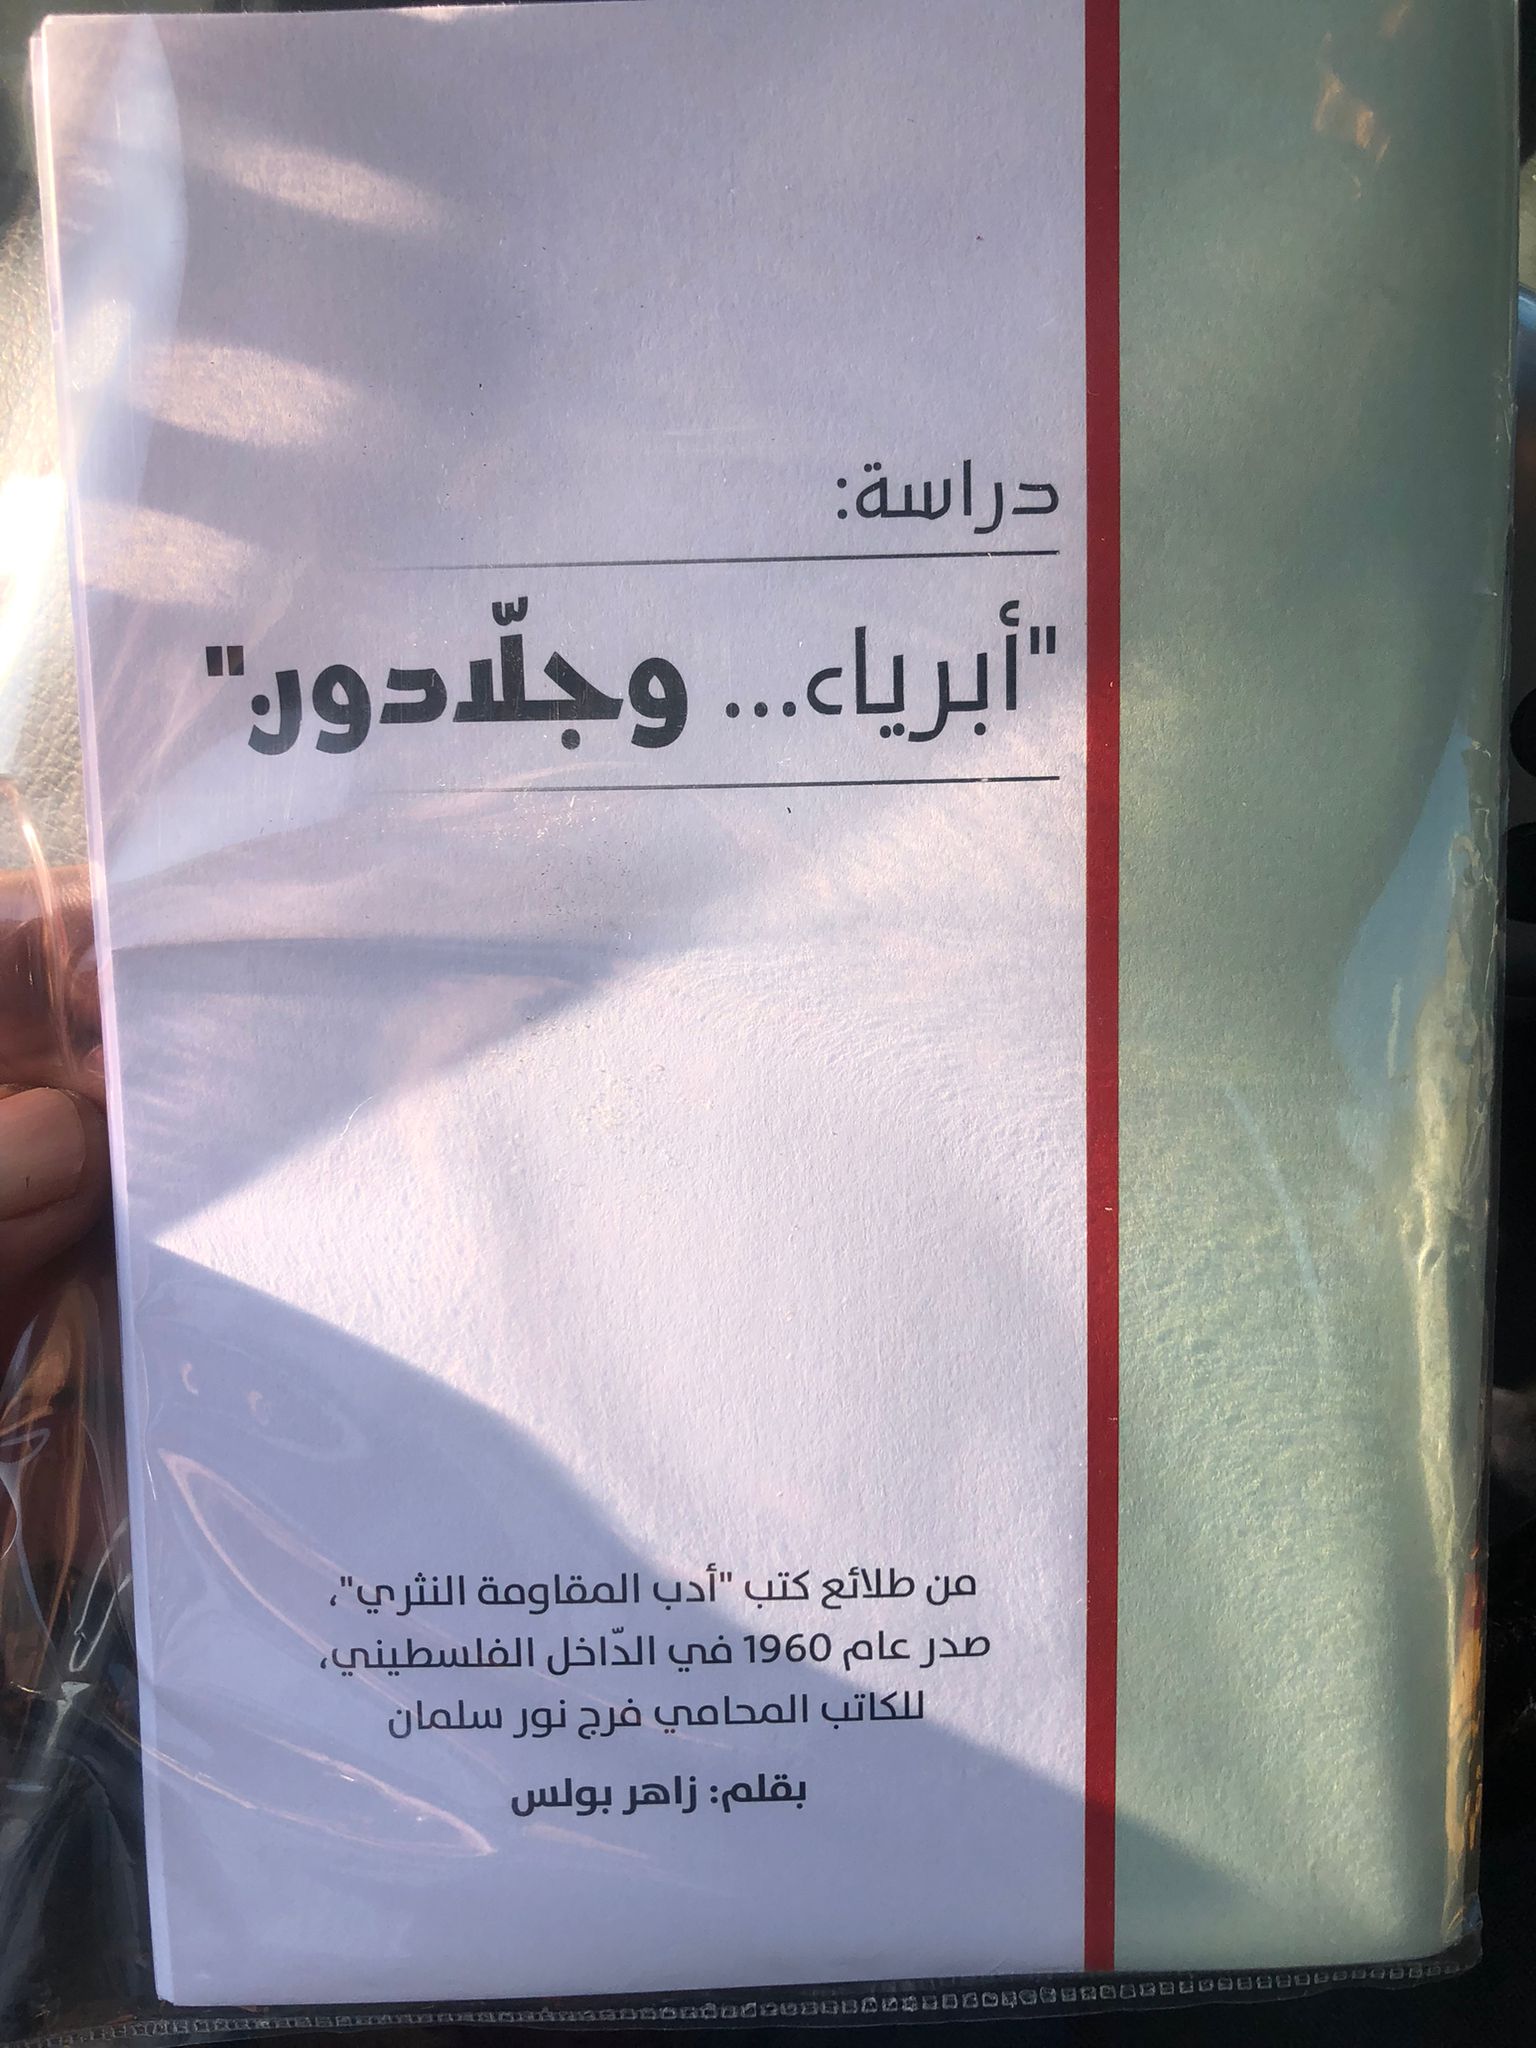 دراسة:
"أبرياء... وجلّادون"
من طلائع كتب "أدب المقاومة النثري"،
صدر عام 1960 في الدّاخل الفلسطيني،
للكاتب المحامي فرج نور سلمان
بقلم: زاهر بولس